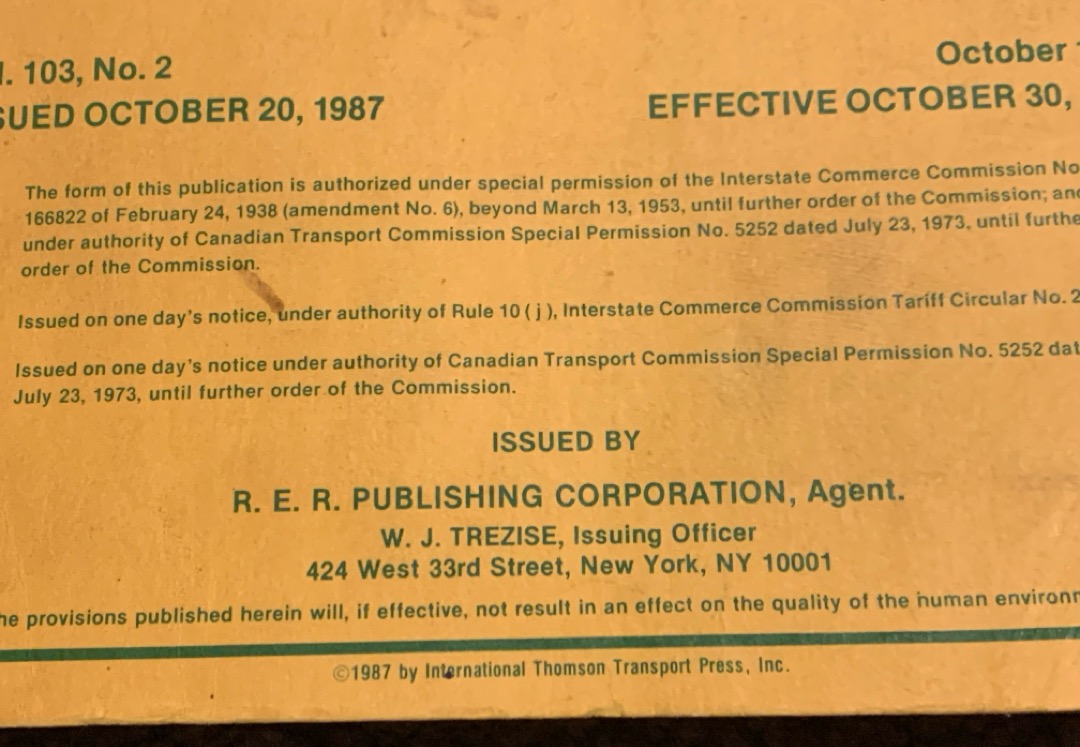 . 103, No. 2
October
SUED OCTOBER 20, 1987
EFFECTIVE OCTOBER 30,
The form of this publication is authorized under special permission of the Interstate Commerce Commission No
166822 of February 24, 1938 (amendment No. 6), beyond March 13, 1953, until further order of the Commission; and
under authority of Canadian Transport Commission Special Permission No. 5252 dated July 23, 1973, until furthe
order of the Commission.
Issued on one day's notice, under authority of Rule 10 ( j ), Interstate Commerce Commission Tariff Circular No. 2
Issued on one day's notice under authority of Canadian Transport Commission Special Permission No. 5252 dat
July 23, 1973, until further order of the Commission.
ISSUED BY
R. E. R. PUBLISHING CORPORATION, Agent.
W. J. TREZISE, Issuing Officer
424 West 33rd Street, New York, NY 10001
he provisions published herein will, if effective, not result in an effect on the quality of the human environm
©1987 by International Thomson Transport Press, Inc.